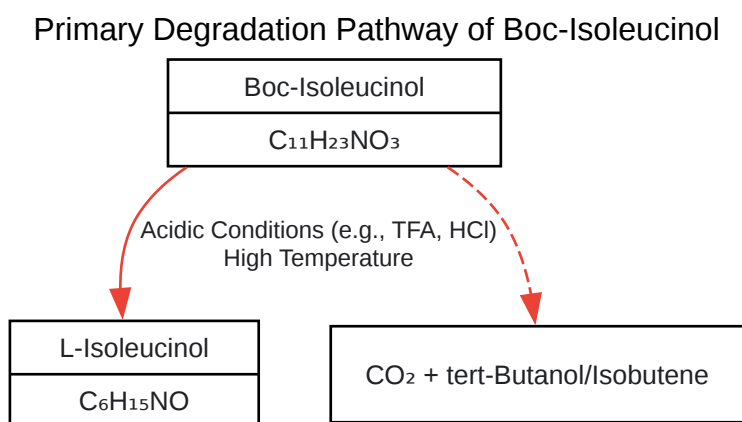 Primary Degradation Pathway of Boc-Isoleucinol
Boc-Isoleucinol
C₁₁H₂₃NO₃
Acidic Conditions (e.g., TFA, HCl)
High Temperature
L-Isoleucinol
C₆H₁₅NO
CO₂ + tert-Butanol/Isobutene